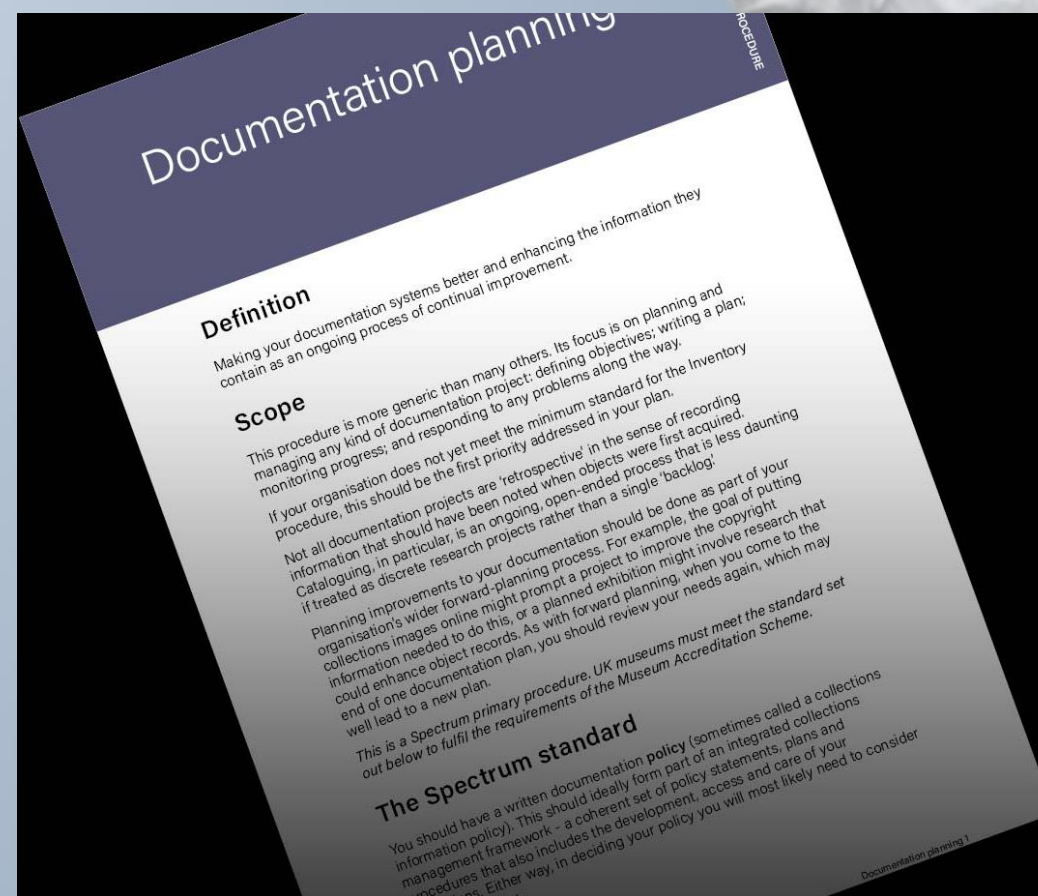 Documentation planning
ROCEDURE
Definition
Making your documentation systems better and enhancing the information they
contain as an ongoing process of continual improvement.
Scope
This procedure is more generic than many others. Its focus is on planning and
managing any kind of documentation project: defining objectives; writing a plan;
monitoring progress; and responding to any problems along the way.
If your organisation does not yet meet the minimum standard for the Inventory
procedure, this should be the first priority addressed in your plan.
Not all documentation projects are 'retrospective' in the sense of recording
information that should have been noted when objects were first acquired.
Cataloguing, in particular, is an ongoing, open-ended process that is less daunting
if treated as discrete research projects rather than a single 'backlog'.
Planning improvements to your documentation should be done as part of your
organisation's wider forward-planning process. For example, the goal of putting
collections images online might prompt a project to improve the copyright
information needed to do this, or a planned exhibition might involve research that
could enhance object records. As with forward planning, when you come to the
end of one documentation plan, you should review your needs again, which may
well lead to a new plan.
This is a Spectrum primary procedure. UK museums must meet the standard set
out below to fulfil the requirements of the Museum Accreditation Scheme.
The Spectrum standard
You should have a written documentation policy (sometimes called a collections
information policy). This should ideally form part of an integrated collections
management framework - a coherent set of policy statements, plans and
procedures that also includes the development, access and care of your
Either way, in deciding your policy you will most likely need to consider
Documentation planning 1